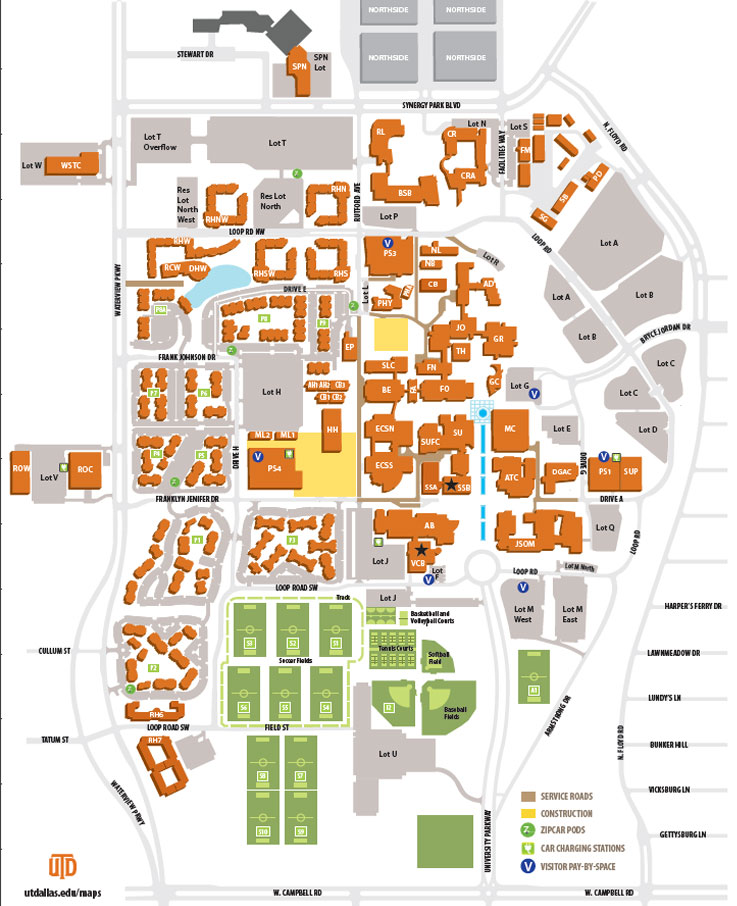 NORTHSIDE
NORTHSIDE
NORTHSIDE
NORTHSIDE
STEWART DR
SPN
SPN
Lot
SYNERGY PARK BLVD
Lot T
Overflow
Lot T
RL
CR
Lot N
Lot S
N. FLOYD RD
FACILITIES WAY
FM
Lot W
WSTC
CRA
BSB
PD
SB
SG
Res
Lot
North
West
RHNW
Res Lot
North
RHN
RUTFORD AVE
Lot P
LOOP RD NW
LOOP RD
Lot A
RHW
RCW
DHW
RHSW
RHS
V
PS3
NL
NB
Lot R
WATERVIEW PKWY
DRIVE E
Lot L
PHY
CB
AD
Lot A
Lot B
P8A
P8
P9
JO
GR
Lot B
BRYCE JORDAN DR
FRANK JOHNSON DR
EP
TH
SLC
FN
Lot C
P7
P6
Lot H
AH1
AH2
CB3
CB1
CB2
BE
FO
GC
Lot G
V
Lot C
ML2
ML1
HH
ECSN
SUFC
SU
MC
Lot E
Lot D
P4
P5
DRIVE H
V
PS4
ECSS
SSA
SSB
ATC
DGAC
DRIVE G
V
PS1
SUP
ROW
Lot V
ROC
FRANKLYN JENIFER DR
DRIVE A
P1
P3
AB
JSOM
Lot Q
LOOP RD
Lot J
VCB
V
Lot
F
LOOP RD
Lot M North
LOOP ROAD SW
Track
Lot J
V
Lot M
West
Lot M
East
HARPER'S FERRY DR
Basketball and
Volleyball Courts
S3
S2
S1
Tennis Courts
Softball
Field
CULLUM ST
LAWNMEADOW DR
P2
Soccer Fields
S6
S5
S4
Baseball
Fields
LUNDY'S LN
RH6
LOOP ROAD SW
FIELD ST
ARMSTRONG DR
TATUM ST
RH7
Lot U
N. FLOYD RD
BUNKER HILL
S8
S7
WATERVIEW PKWY
VICKSBURG LN
S10
S9
UNIVERSITY PARKWAY
SERVICE ROADS
CONSTRUCTION
ZIPCAR PODS
CAR CHARGING STATIONS
V
VISITOR PAY-BY-SPACE
GETTYSBURG LN
UTD
utdallas.edu/maps
W. CAMPBELL RD
W. CAMPBELL RD